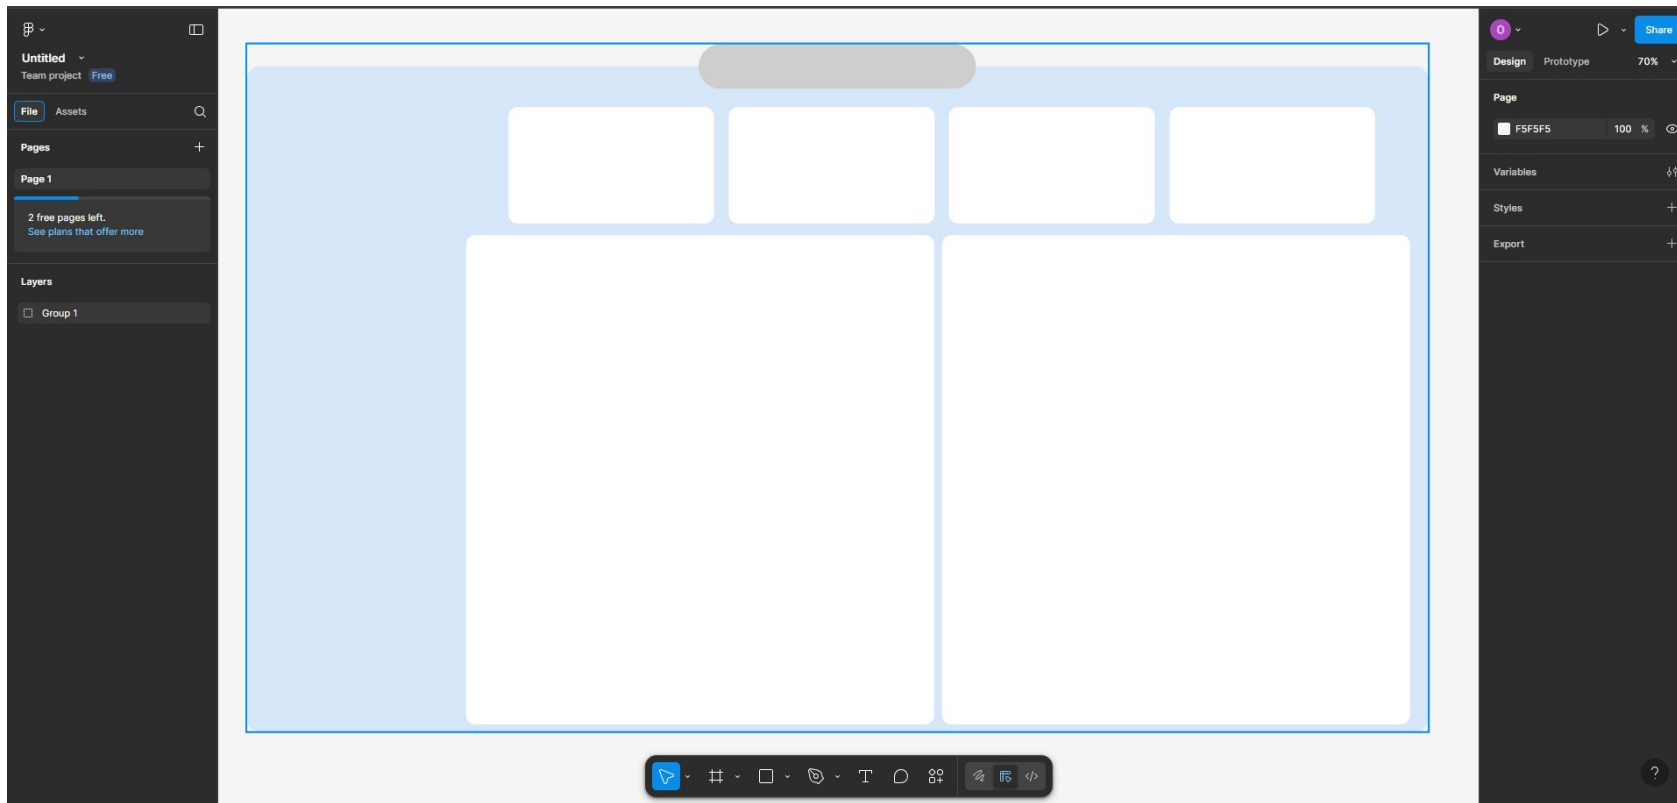 Untitled
Team project Free
File Assets
Pages
Page 1
2 free pages left.
See plans that offer more
Layers
Group 1
O
Share
Design Prototype 70%
Page
F5F5F5 100 %
Variables
Styles
Export
?